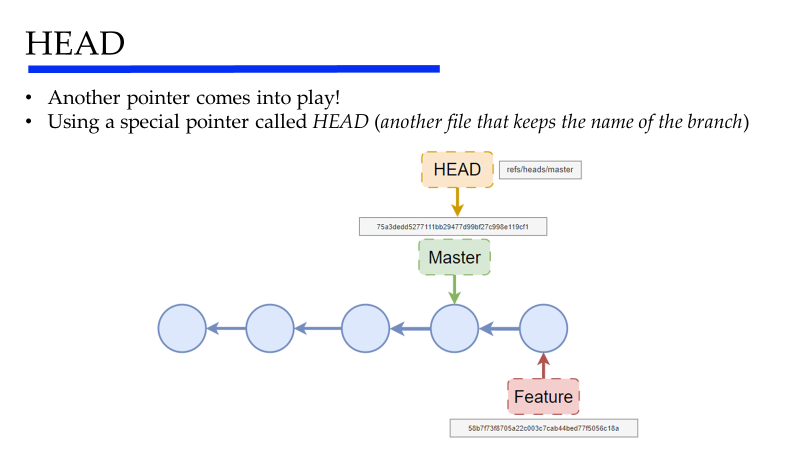 HEAD
• Another pointer comes into play!
• Using a special pointer called HEAD (another file that keeps the name of the branch)
HEAD
refs/heads/master
75a3dedd5277111bb29477d99bf27c998e119cf1
Master
Feature
58b7f73f8705a22c003c7cab44bed77f5056c18a